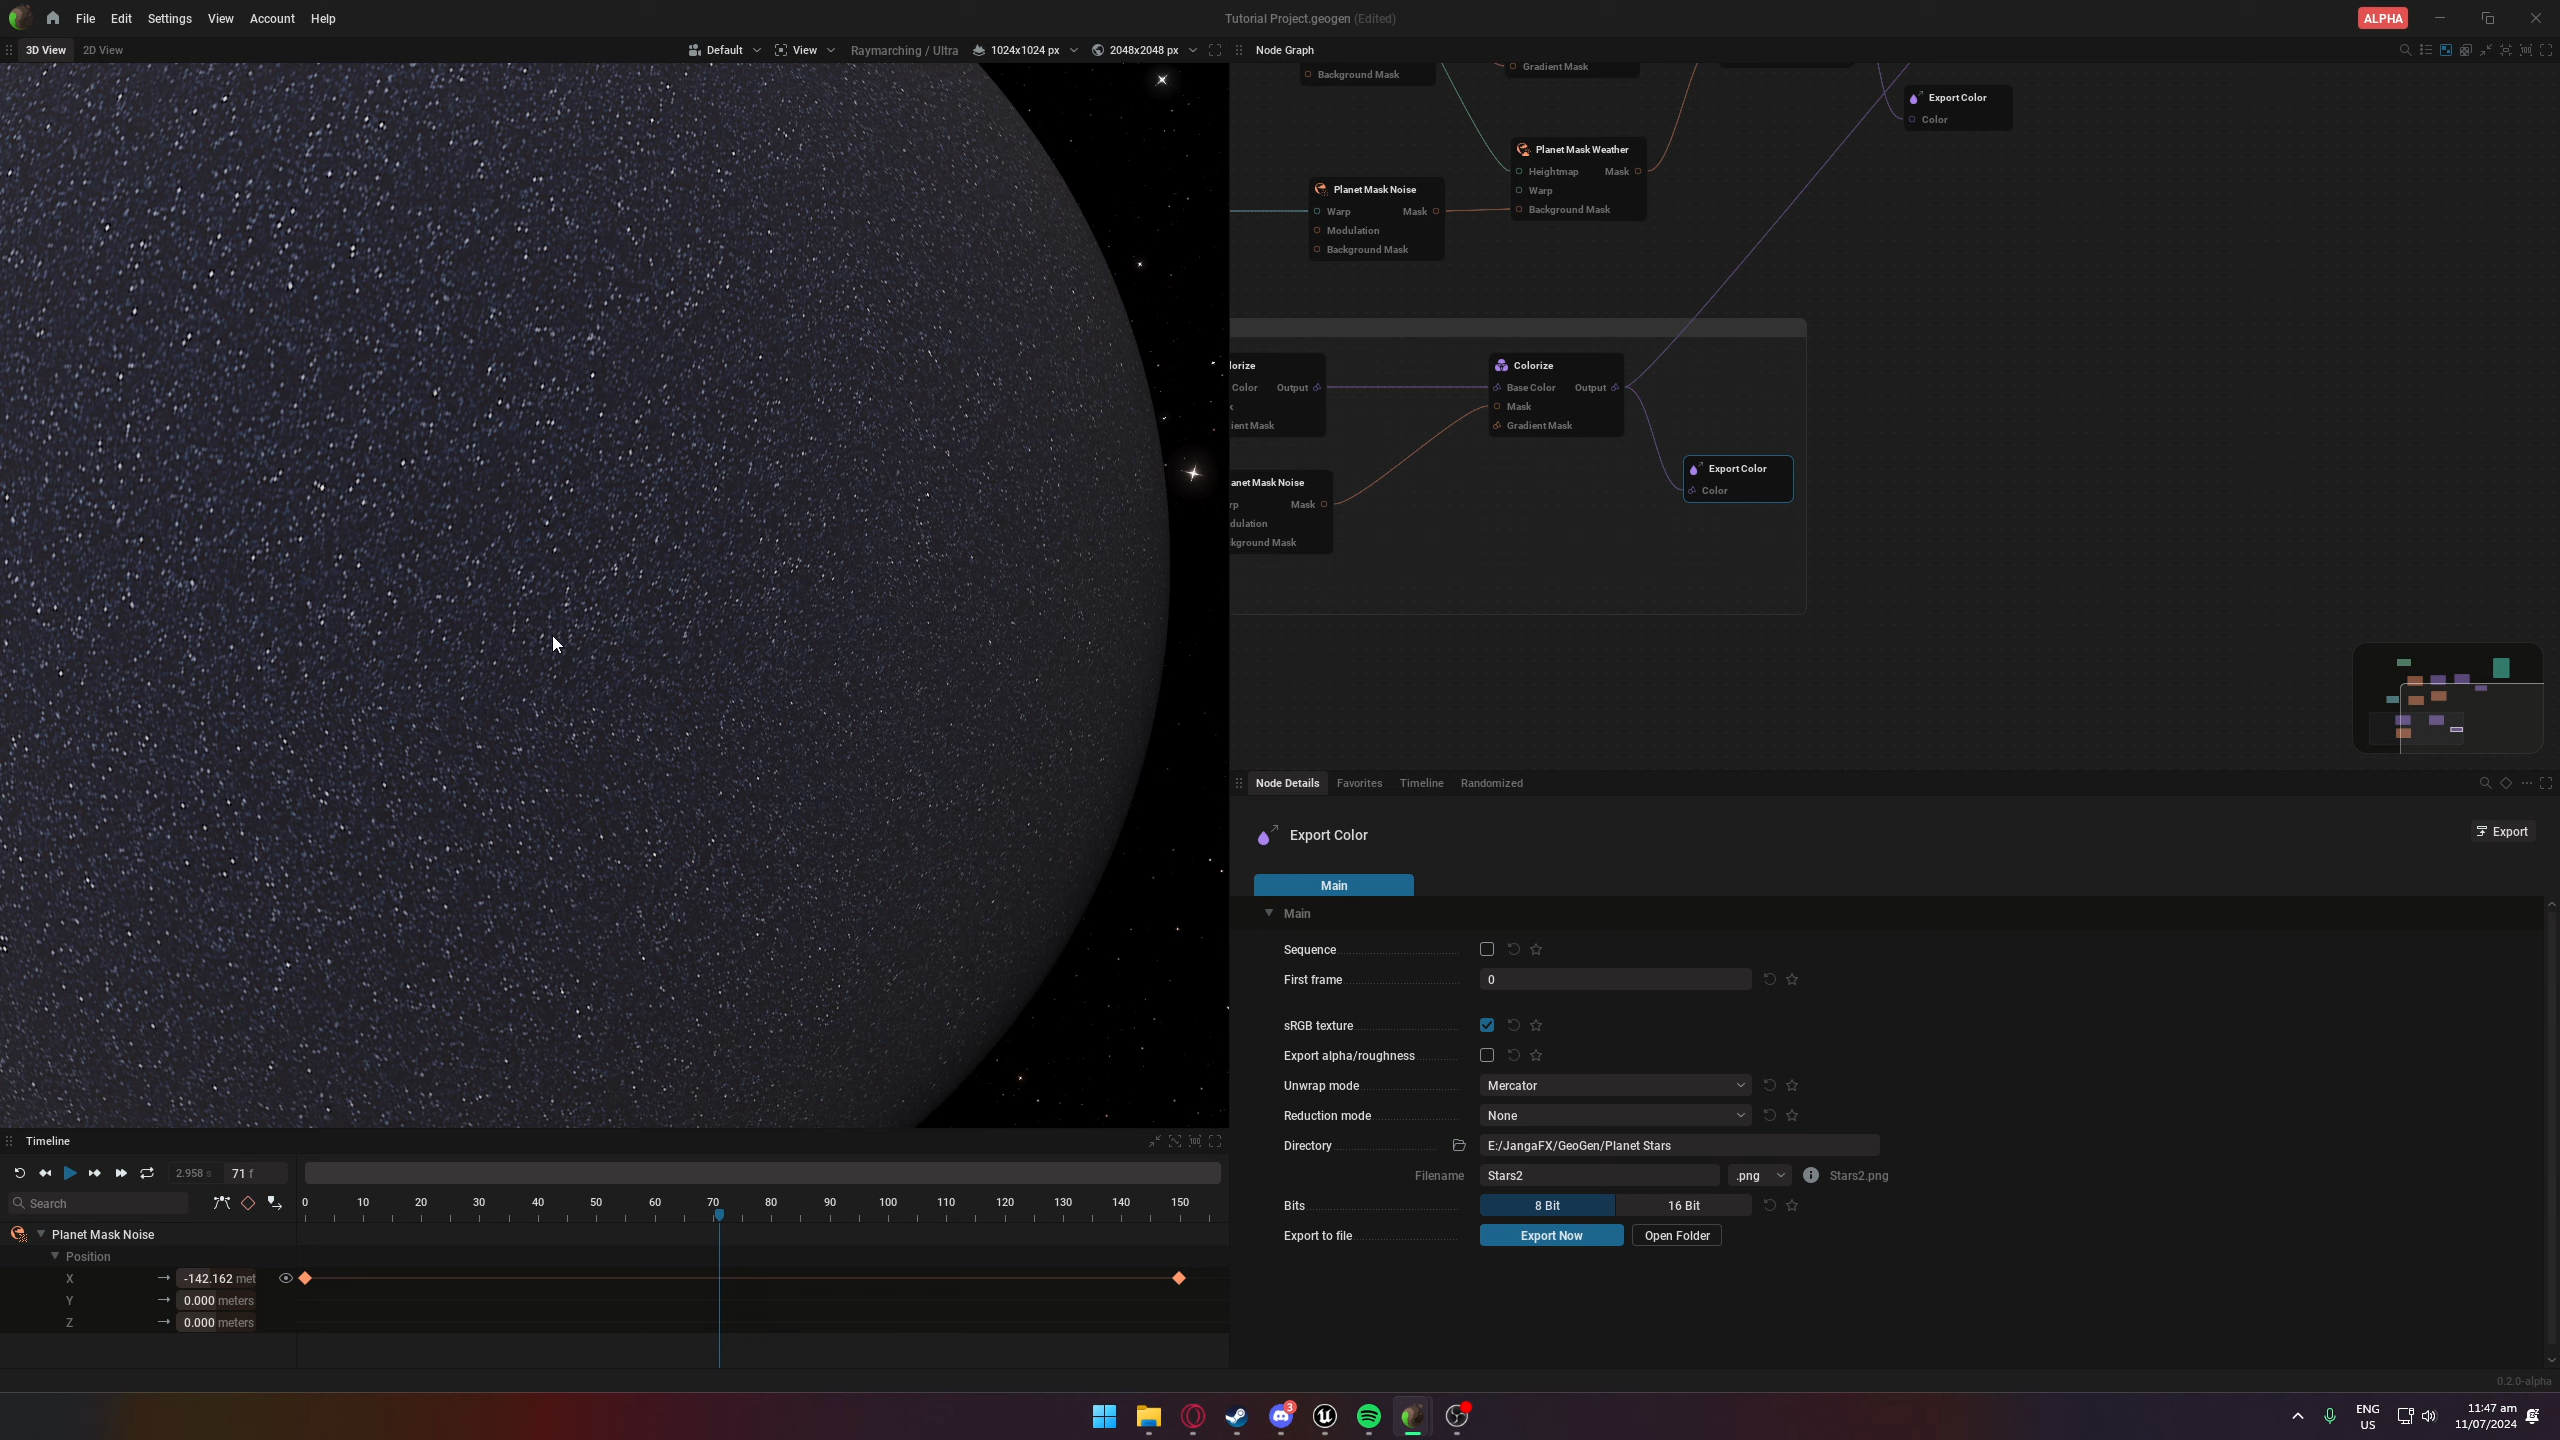 File Edit Settings View Account Help
Tutorial Project.geogen (Edited)
ALPHA
3D View 2D View
Default View Raymarching / Ultra 1024x1024 px 2048x2048 px
Node Graph
Background Mask
Gradient Mask
Export Color
Color
Planet Mask Weather
Heightmap Mask
Warp
Background Mask
Planet Mask Noise
Warp Mask
Modulation
Background Mask
lorize
Color Output
k
ient Mask
Colorize
Base Color Output
Mask
Gradient Mask
anet Mask Noise
rp Mask
dulation
kground Mask
Export Color
Color
Node Details Favorites Timeline Randomized
Export Color
Export
Main
Main
Sequence
First frame 0
sRGB texture
Export alpha/roughness
Unwrap mode Mercator
Reduction mode None
Directory E:/JangaFX/GeoGen/Planet Stars
Filename Stars2 .png Stars2.png
Bits 8 Bit 16 Bit
Export to file Export Now Open Folder
Timeline
2.958 s 71 f
Search
0 10 20 30 40 50 60 70 80 90 100 110 120 130 140 150
Planet Mask Noise
Position
X -142.162 met
Y 0.000 meters
Z 0.000 meters
0.2.0-alpha
3
ENG
US
11:47 am
11/07/2024